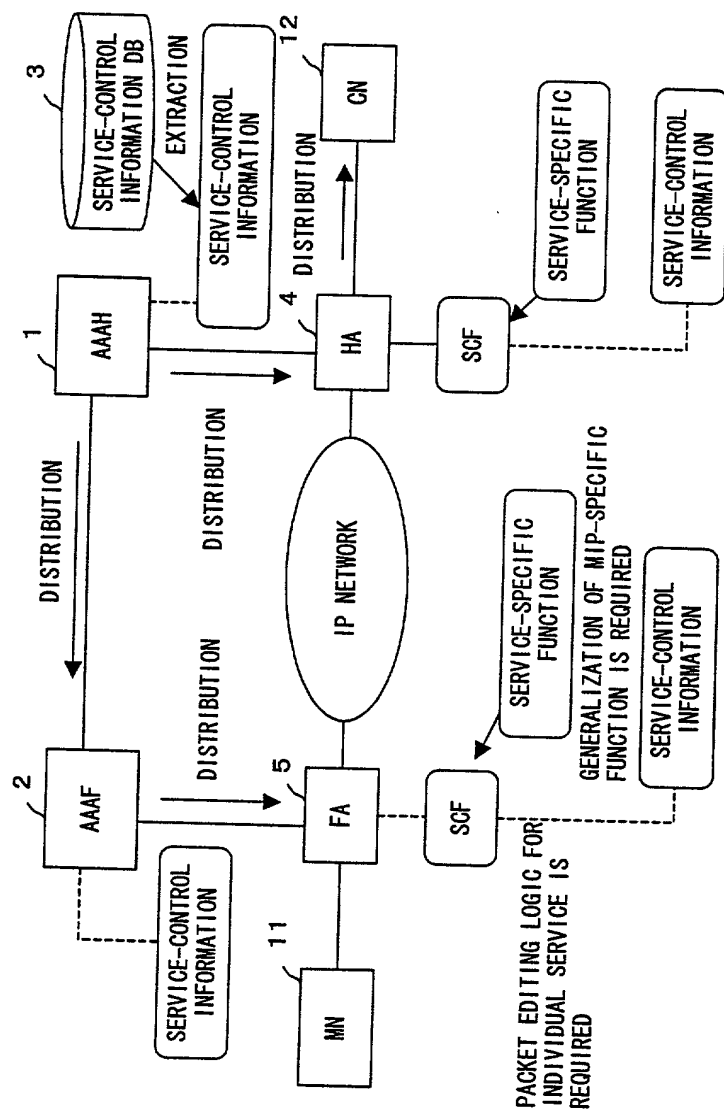 3
SERVICE-CONTROL
INFORMATION DB
EXTRACTION
SERVICE-CONTROL
INFORMATION
1
AAAH
DISTRIBUTION
2
AAAF
SERVICE-CONTROL
INFORMATION
DISTRIBUTION
DISTRIBUTION
DISTRIBUTION
12
CN
4
HA
IP NETWORK
5
FA
11
MN
SCF
SERVICE-SPECIFIC
FUNCTION
SERVICE-CONTROL
INFORMATION
SCF
SERVICE-SPECIFIC
FUNCTION
GENERALIZATION OF MIP-SPECIFIC
FUNCTION IS REQUIRED
SERVICE-CONTROL
INFORMATION
PACKET EDITING LOGIC FOR
INDIVIDUAL SERVICE IS
REQUIRED